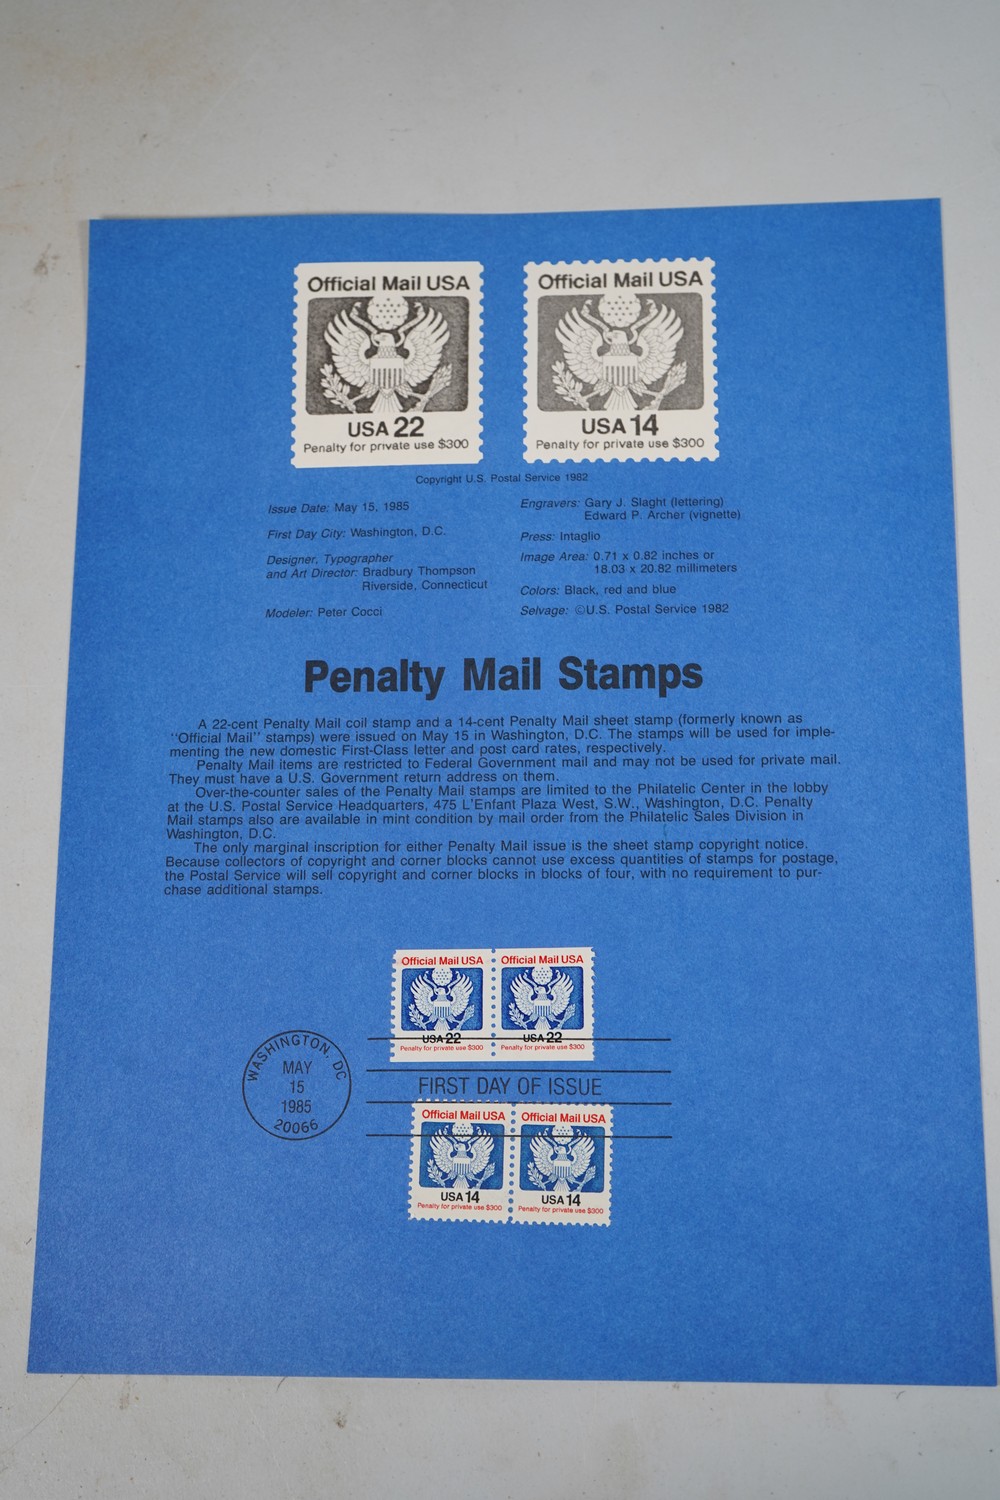 Official Mail USA
USA 22
Penalty for private use $300
Official Mail USA
USA 14
Penalty for private use $300
Copyright U.S. Postal Service 1982
Issue Date: May 15, 1985
First Day City: Washington, D.C.
Designer, Typographer
and Art Director: Bradbury Thompson
Riverside, Connecticut
Modeler: Peter Cocci
Engravers: Gary J. Slaght (lettering)
Edward P. Archer (vignette)
Press: Intaglio
Image Area: 0.71 x 0.82 inches or
18.03 x 20.82 millimeters
Colors: Black, red and blue
Selvage: ©U.S. Postal Service 1982
Penalty Mail Stamps
A 22-cent Penalty Mail coil stamp and a 14-cent Penalty Mail sheet stamp (formerly known as
"Official Mail" stamps) were issued on May 15 in Washington, D.C. The stamps will be used for imple-
menting the new domestic First-Class letter and post card rates, respectively.
Penalty Mail items are restricted to Federal Government mail and may not be used for private mail.
They must have a U.S. Government return address on them.
Over-the-counter sales of the Penalty Mail stamps are limited to the Philatelic Center in the lobby
at the U.S. Postal Service Headquarters, 475 L'Enfant Plaza West, S.W., Washington, D.C. Penalty
Mail stamps also are available in mint condition by mail order from the Philatelic Sales Division in
Washington, D.C.
The only marginal inscription for either Penalty Mail issue is the sheet stamp copyright notice.
Because collectors of copyright and corner blocks cannot use excess quantities of stamps for postage,
the Postal Service will sell copyright and corner blocks in blocks of four, with no requirement to pur-
chase additional stamps.
Official Mail USA
USA 22
Penalty for private use $300
Official Mail USA
USA 22
Penalty for private use $300
WASHINGTON, DC
MAY
15
1985
20066
FIRST DAY OF ISSUE
Official Mail USA
USA 14
Penalty for private use $300
Official Mail USA
USA 14
Penalty for private use $300